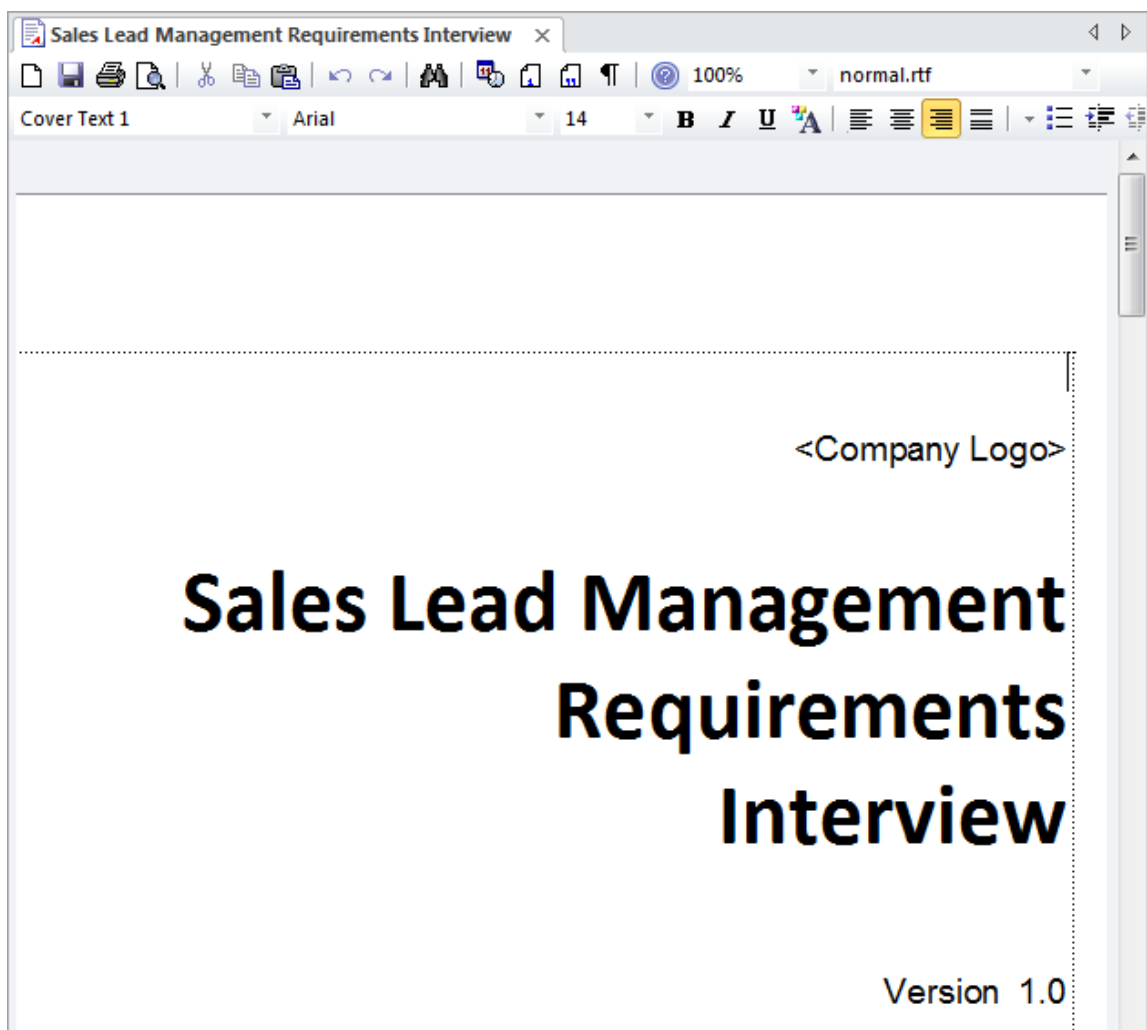 Sales Lead Management Requirements Interview
100% normal.rtf
Cover Text 1 Arial 14 B I U A
<Company Logo>
Sales Lead Management
Requirements
Interview
Version 1.0